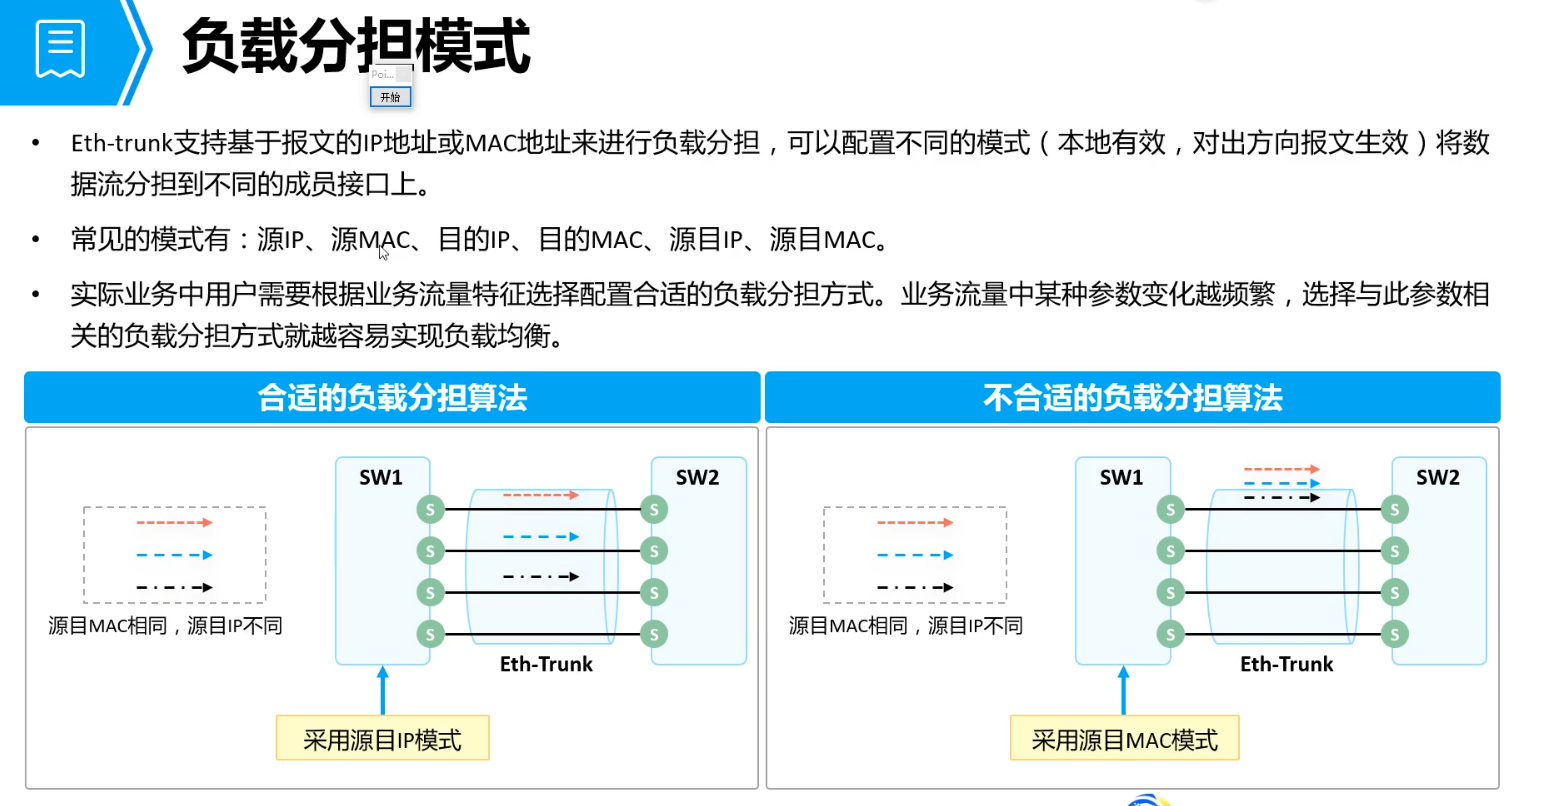 负载分担模式
Poi...
开始
• Eth-trunk支持基于报文的IP地址或MAC地址来进行负载分担，可以配置不同的模式（本地有效，对出方向报文生效）将数
据流分担到不同的成员接口上。
• 常见的模式有：源IP、源MAC、目的IP、目的MAC、源目IP、源目MAC。
• 实际业务中用户需要根据业务流量特征选择配置合适的负载分担方式。业务流量中某种参数变化越频繁，选择与此参数相
关的负载分担方式就越容易实现负载均衡。
合适的负载分担算法
SW1
SW2
S
S
S
S
S
S
S
S
源目MAC相同，源目IP不同
Eth-Trunk
采用源目IP模式
不合适的负载分担算法
SW1
SW2
S
S
S
S
S
S
S
S
源目MAC相同，源目IP不同
Eth-Trunk
采用源目MAC模式